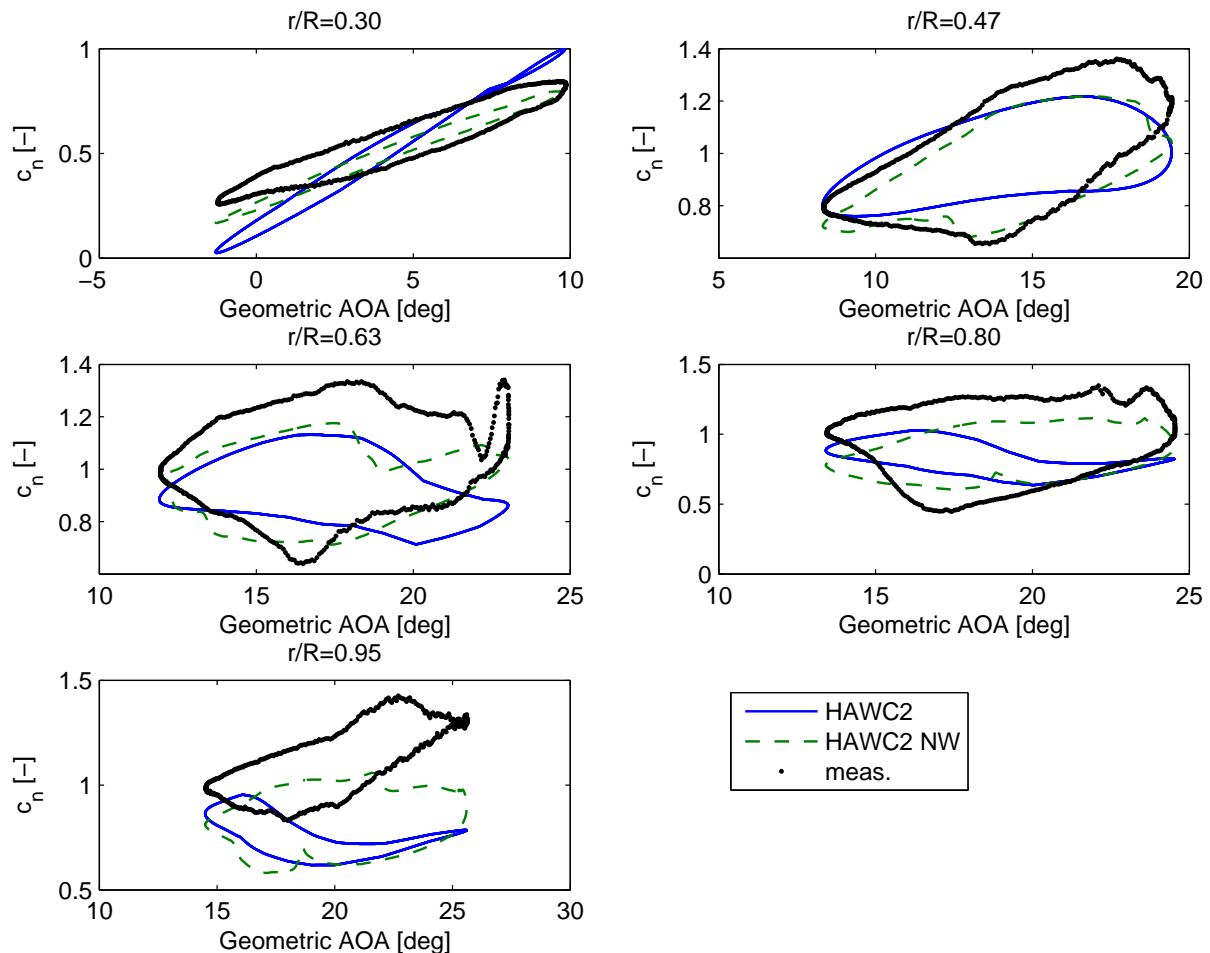 r/R=0.30
1
0.5
0
c_n [−]
−5
0
5
10
Geometric AOA [deg]
r/R=0.47
1.4
1.2
1
0.8
c_n [−]
5
10
15
20
Geometric AOA [deg]
r/R=0.63
1.4
1.2
1
0.8
c_n [−]
10
15
20
25
Geometric AOA [deg]
r/R=0.80
1.5
1
0.5
0
c_n [−]
10
15
20
25
Geometric AOA [deg]
r/R=0.95
1.5
1
0.5
c_n [−]
10
15
20
25
30
Geometric AOA [deg]
HAWC2
HAWC2 NW
meas.